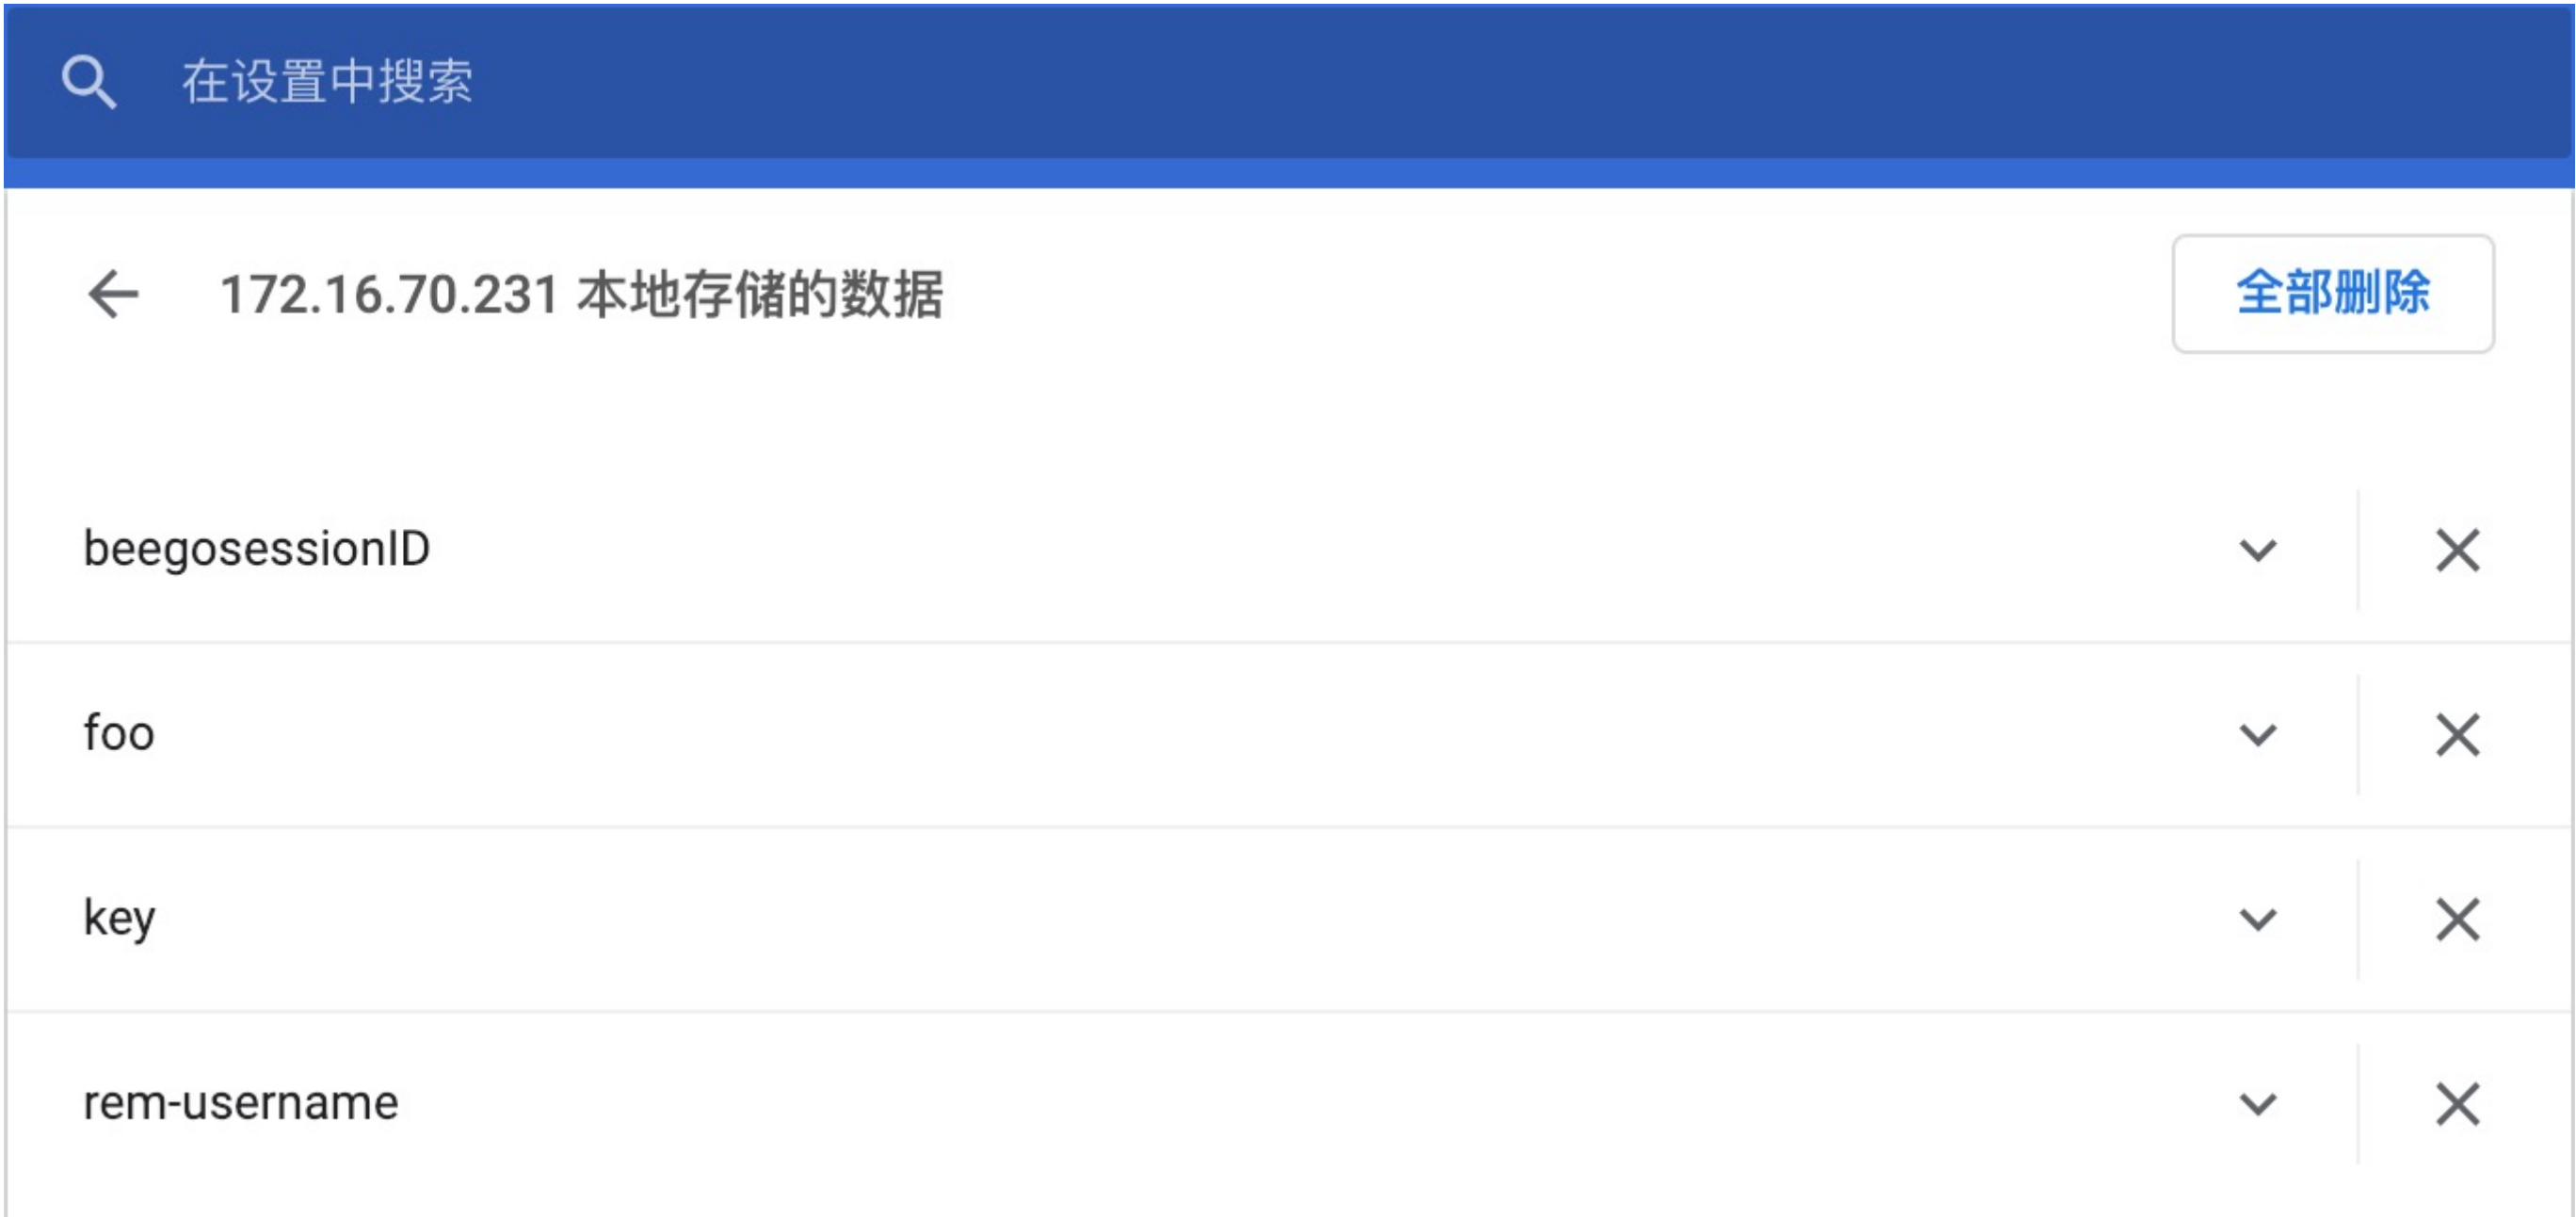 在设置中搜索
172.16.70.231 本地存储的数据
全部删除
beegosessionID
foo
key
rem-username